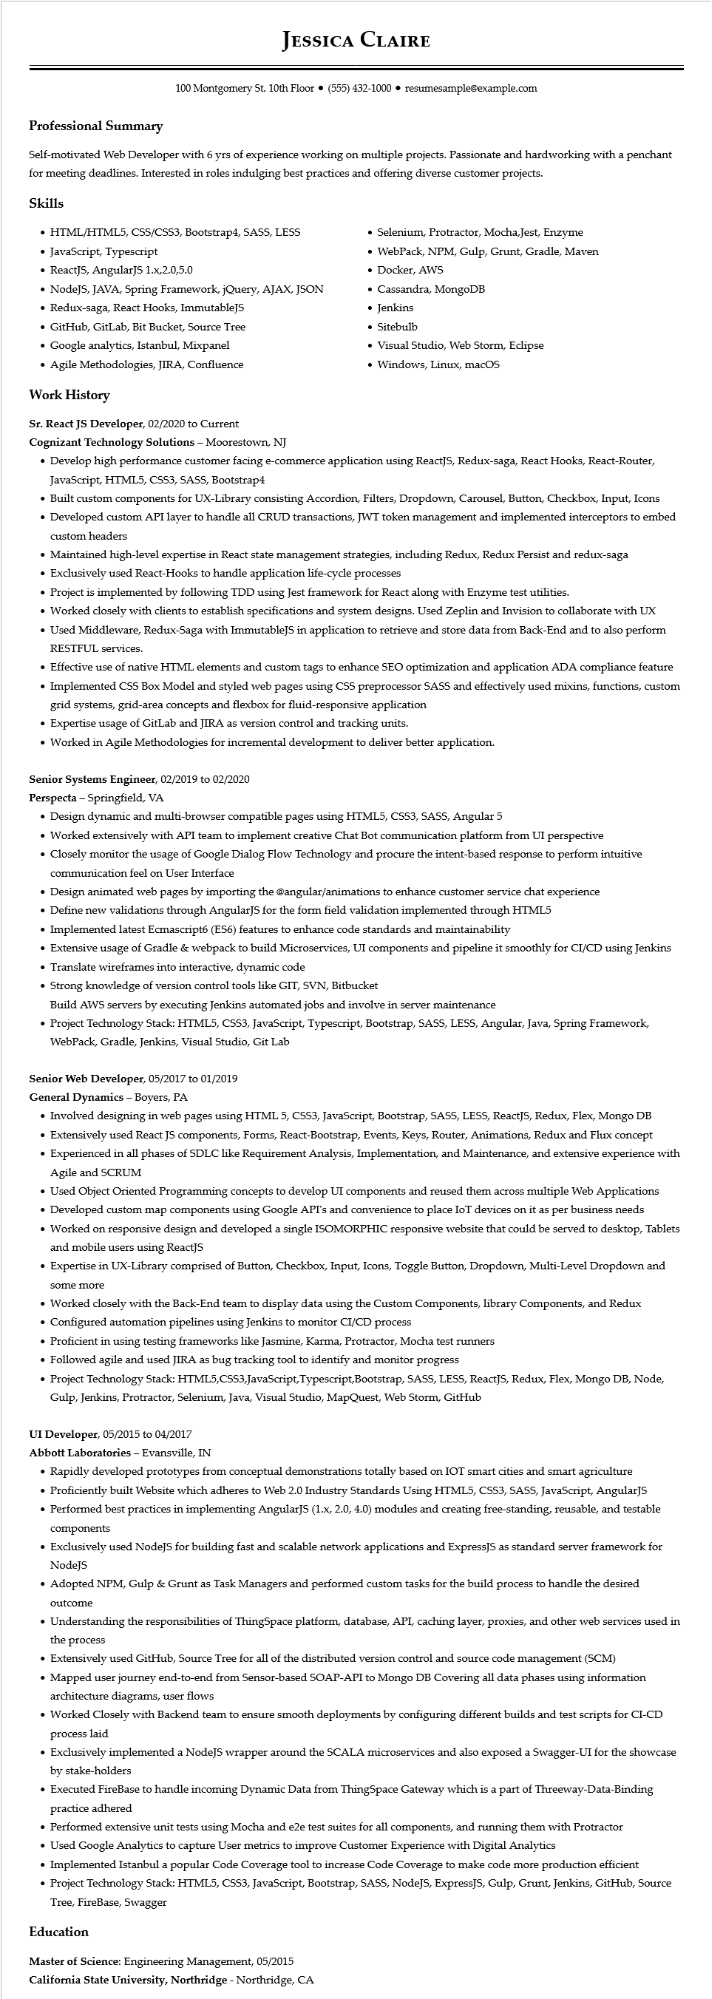 Jessica Claire
100 Montgomery St. 10th Floor ● (555) 432-1000 ● resumesample@example.com
Professional Summary
Self-motivated Web Developer with 6 yrs of experience working on multiple projects. Passionate and hardworking with a penchant
for meeting deadlines. Interested in roles indulging best practices and offering diverse customer projects.
Skills
• HTML/HTML5, CSS/CSS3, Bootstrap4, SASS, LESS
• JavaScript, Typescript
• ReactJS, AngularJS 1.x,2.0,5.0
• NodeJS, JAVA, Spring Framework, jQuery, AJAX, JSON
• Redux-saga, React Hooks, ImmutableJS
• GitHub, GitLab, Bit Bucket, Source Tree
• Google analytics, Istanbul, Mixpanel
• Agile Methodologies, JIRA, Confluence
• Selenium, Protractor, Mocha,Jest, Enzyme
• WebPack, NPM, Gulp, Grunt, Gradle, Maven
• Docker, AWS
• Cassandra, MongoDB
• Jenkins
• Sitebulb
• Visual Studio, Web Storm, Eclipse
• Windows, Linux, macOS
Work History
Sr. React JS Developer, 02/2020 to Current
Cognizant Technology Solutions – Moorestown, NJ
• Develop high performance customer facing e-commerce application using ReactJS, Redux-saga, React Hooks, React-Router,
JavaScript, HTML5, CSS3, SASS, Bootstrap4
• Built custom components for UX-Library consisting Accordion, Filters, Dropdown, Carousel, Button, Checkbox, Input, Icons
• Developed custom API layer to handle all CRUD transactions, JWT token management and implemented interceptors to embed
custom headers
• Maintained high-level expertise in React state management strategies, including Redux, Redux Persist and redux-saga
• Exclusively used React-Hooks to handle application life-cycle processes
• Project is implemented by following TDD using Jest framework for React along with Enzyme test utilities.
• Worked closely with clients to establish specifications and system designs. Used Zeplin and Invision to collaborate with UX
• Used Middleware, Redux-Saga with ImmutableJS in application to retrieve and store data from Back-End and to also perform
RESTFUL services.
• Effective use of native HTML elements and custom tags to enhance SEO optimization and application ADA compliance feature
• Implemented CSS Box Model and styled web pages using CSS preprocessor SASS and effectively used mixins, functions, custom
grid systems, grid-area concepts and flexbox for fluid-responsive application
• Expertise usage of GitLab and JIRA as version control and tracking units.
• Worked in Agile Methodologies for incremental development to deliver better application.
Senior Systems Engineer, 02/2019 to 02/2020
Perspecta – Springfield, VA
• Design dynamic and multi-browser compatible pages using HTML5, CSS3, SASS, Angular 5
• Worked extensively with API team to implement creative Chat Bot communication platform from UI perspective
• Closely monitor the usage of Google Dialog Flow Technology and procure the intent-based response to perform intuitive
communication feel on User Interface
• Design animated web pages by importing the @angular/animations to enhance customer service chat experience
• Define new validations through AngularJS for the form field validation implemented through HTML5
• Implemented latest Ecmascript6 (ES6) features to enhance code standards and maintainability
• Extensive usage of Gradle & webpack to build Microservices, UI components and pipeline it smoothly for CI/CD using Jenkins
• Translate wireframes into interactive, dynamic code
• Strong knowledge of version control tools like GIT, SVN, Bitbucket
Build AWS servers by executing Jenkins automated jobs and involve in server maintenance
• Project Technology Stack: HTML5, CSS3, JavaScript, Typescript, Bootstrap, SASS, LESS, Angular, Java, Spring Framework,
WebPack, Gradle, Jenkins, Visual Studio, Git Lab
Senior Web Developer, 05/2017 to 01/2019
General Dynamics – Boyers, PA
• Involved designing in web pages using HTML 5, CSS3, JavaScript, Bootstrap, SASS, LESS, ReactJS, Redux, Flex, Mongo DB
• Extensively used React JS components, Forms, React-Bootstrap, Events, Keys, Router, Animations, Redux and Flux concept
• Experienced in all phases of SDLC like Requirement Analysis, Implementation, and Maintenance, and extensive experience with
Agile and SCRUM
• Used Object Oriented Programming concepts to develop UI components and reused them across multiple Web Applications
• Developed custom map components using Google API's and convenience to place IoT devices on it as per business needs
• Worked on responsive design and developed a single ISOMORPHIC responsive website that could be served to desktop, Tablets
and mobile users using ReactJS
• Expertise in UX-Library comprised of Button, Checkbox, Input, Icons, Toggle Button, Dropdown, Multi-Level Dropdown and
some more
• Worked closely with the Back-End team to display data using the Custom Components, library Components, and Redux
• Configured automation pipelines using Jenkins to monitor CI/CD process
• Proficient in using testing frameworks like Jasmine, Karma, Protractor, Mocha test runners
• Followed agile and used JIRA as bug tracking tool to identify and monitor progress
• Project Technology Stack: HTML5,CSS3,JavaScript,Typescript,Bootstrap, SASS, LESS, ReactJS, Redux, Flex, Mongo DB, Node,
Gulp, Jenkins, Protractor, Selenium, Java, Visual Studio, MapQuest, Web Storm, GitHub
UI Developer, 05/2015 to 04/2017
Abbott Laboratories – Evansville, IN
• Rapidly developed prototypes from conceptual demonstrations totally based on IOT smart cities and smart agriculture
• Proficiently built Website which adheres to Web 2.0 Industry Standards Using HTML5, CSS3, SASS, JavaScript, AngularJS
• Performed best practices in implementing AngularJS (1.x, 2.0, 4.0) modules and creating free-standing, reusable, and testable
components
• Exclusively used NodeJS for building fast and scalable network applications and ExpressJS as standard server framework for
NodeJS
• Adopted NPM, Gulp & Grunt as Task Managers and performed custom tasks for the build process to handle the desired
outcome
• Understanding the responsibilities of ThingSpace platform, database, API, caching layer, proxies, and other web services used in
the process
• Extensively used GitHub, Source Tree for all of the distributed version control and source code management (SCM)
• Mapped user journey end-to-end from Sensor-based SOAP-API to Mongo DB Covering all data phases using information
architecture diagrams, user flows
• Worked Closely with Backend team to ensure smooth deployments by configuring different builds and test scripts for CI-CD
process laid
• Exclusively implemented a NodeJS wrapper around the SCALA microservices and also exposed a Swagger-UI for the showcase
by stake-holders
• Executed FireBase to handle incoming Dynamic Data from ThingSpace Gateway which is a part of Threeway-Data-Binding
practice adhered
• Performed extensive unit tests using Mocha and e2e test suites for all components, and running them with Protractor
• Used Google Analytics to capture User metrics to improve Customer Experience with Digital Analytics
• Implemented Istanbul a popular Code Coverage tool to increase Code Coverage to make code more production efficient
• Project Technology Stack: HTML5, CSS3, JavaScript, Bootstrap, SASS, NodeJS, ExpressJS, Gulp, Grunt, Jenkins, GitHub, Source
Tree, FireBase, Swagger
Education
Master of Science: Engineering Management, 05/2015
California State University, Northridge - Northridge, CA